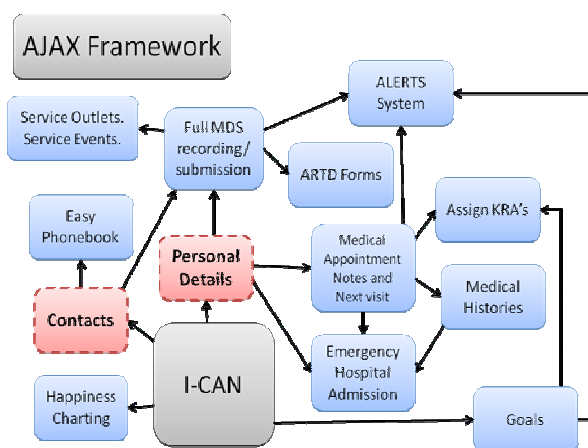 AJAX Framework
ALERTS
System
Service Outlets.
Service Events.
Full MDS
recording/
submission
ARTD Forms
Easy
Phonebook
Personal
Details
Medical
Appointment
Notes and
Next visit
Assign KRA's
Medical
Histories
Contacts
I-CAN
Emergency
Hospital
Admission
Happiness
Charting
Goals